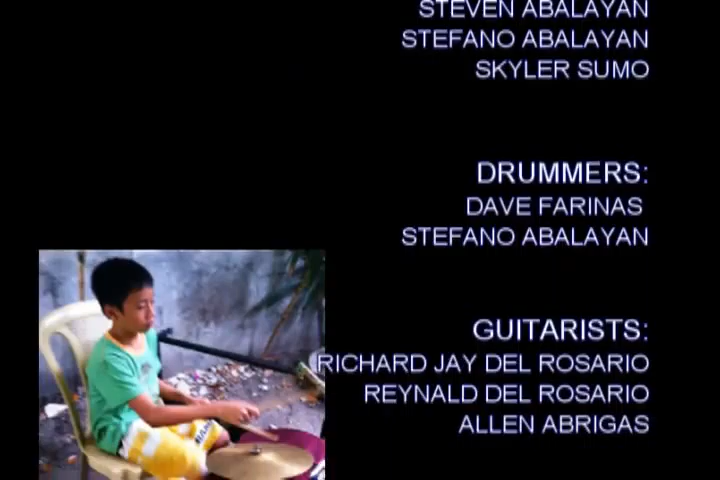 STEVEN ABALAYAN
STEFANO ABALAYAN
SKYLER SUMO
DRUMMERS:
DAVE FARINAS
STEFANO ABALAYAN
GUITARISTS:
RICHARD JAY DEL ROSARIO
REYNALD DEL ROSARIO
ALLEN ABRIGAS